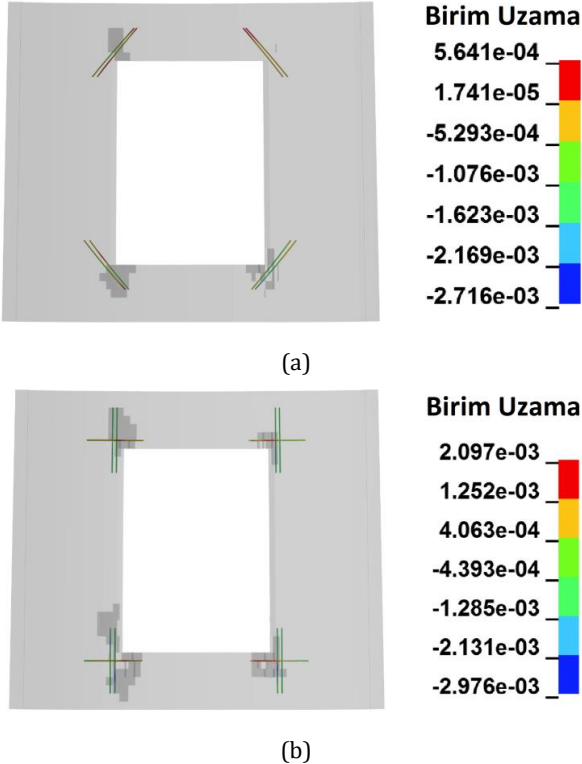 Birim Uzama
5.641e-04
1.741e-05
-5.293e-04
-1.076e-03
-1.623e-03
-2.169e-03
-2.716e-03
(a)
Birim Uzama
2.097e-03
1.252e-03
4.063e-04
-4.393e-04
-1.285e-03
-2.131e-03
-2.976e-03
(b)